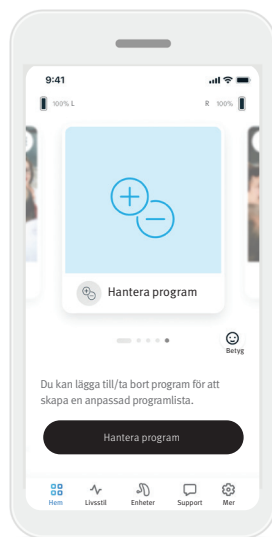 9:41
100% L
R 100%
Hantera program
Betyg
Du kan lägga till/ta bort program för att
skapa en anpassad programlista.
Hantera program
Hem Livsstil Enheter Support Mer